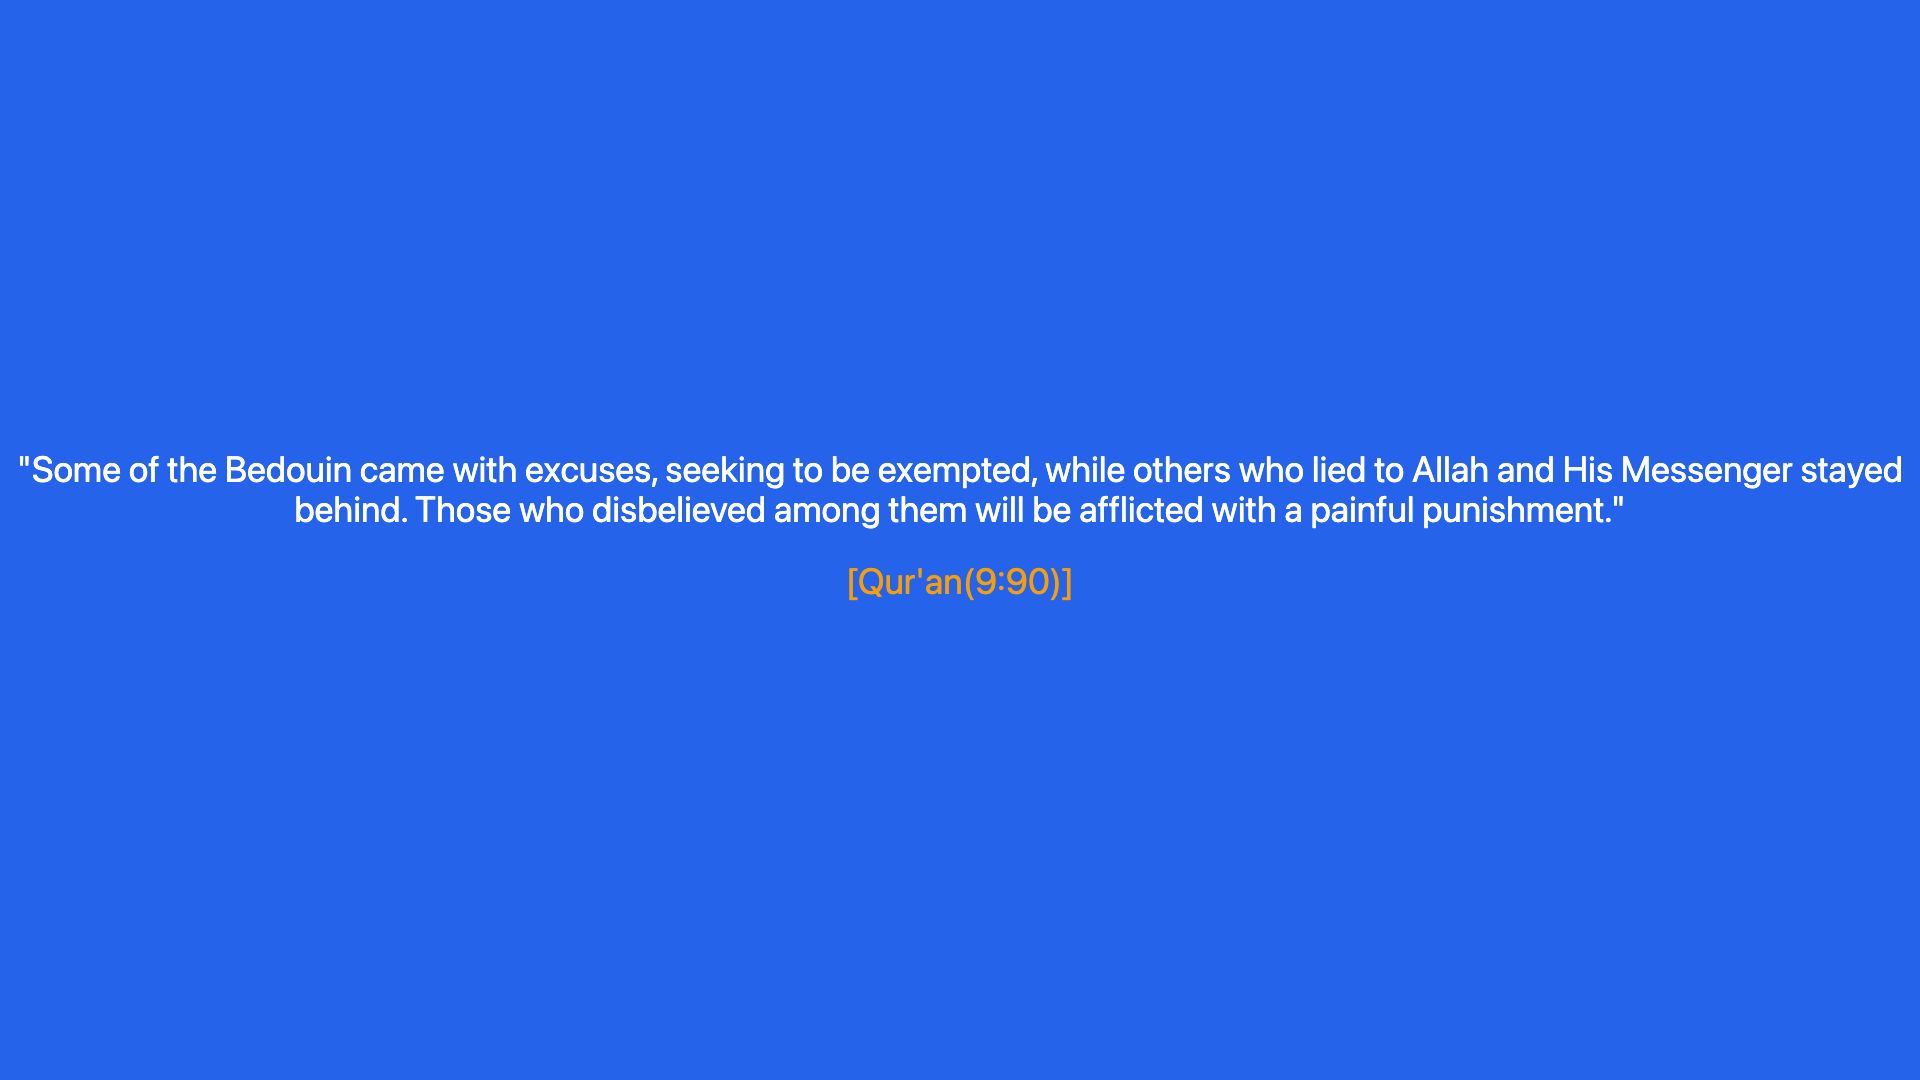 "Some of the Bedouin came with excuses, seeking to be exempted, while others who lied to Allah and His Messenger stayed
behind. Those who disbelieved among them will be afflicted with a painful punishment."
[Qur'an(9:90)]